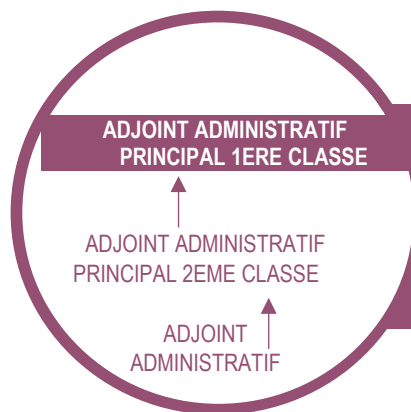 ADJOINT ADMINISTRATIF
PRINCIPAL 1ERE CLASSE
ADJOINT ADMINISTRATIF
PRINCIPAL 2EME CLASSE
ADJOINT
ADMINISTRATIF